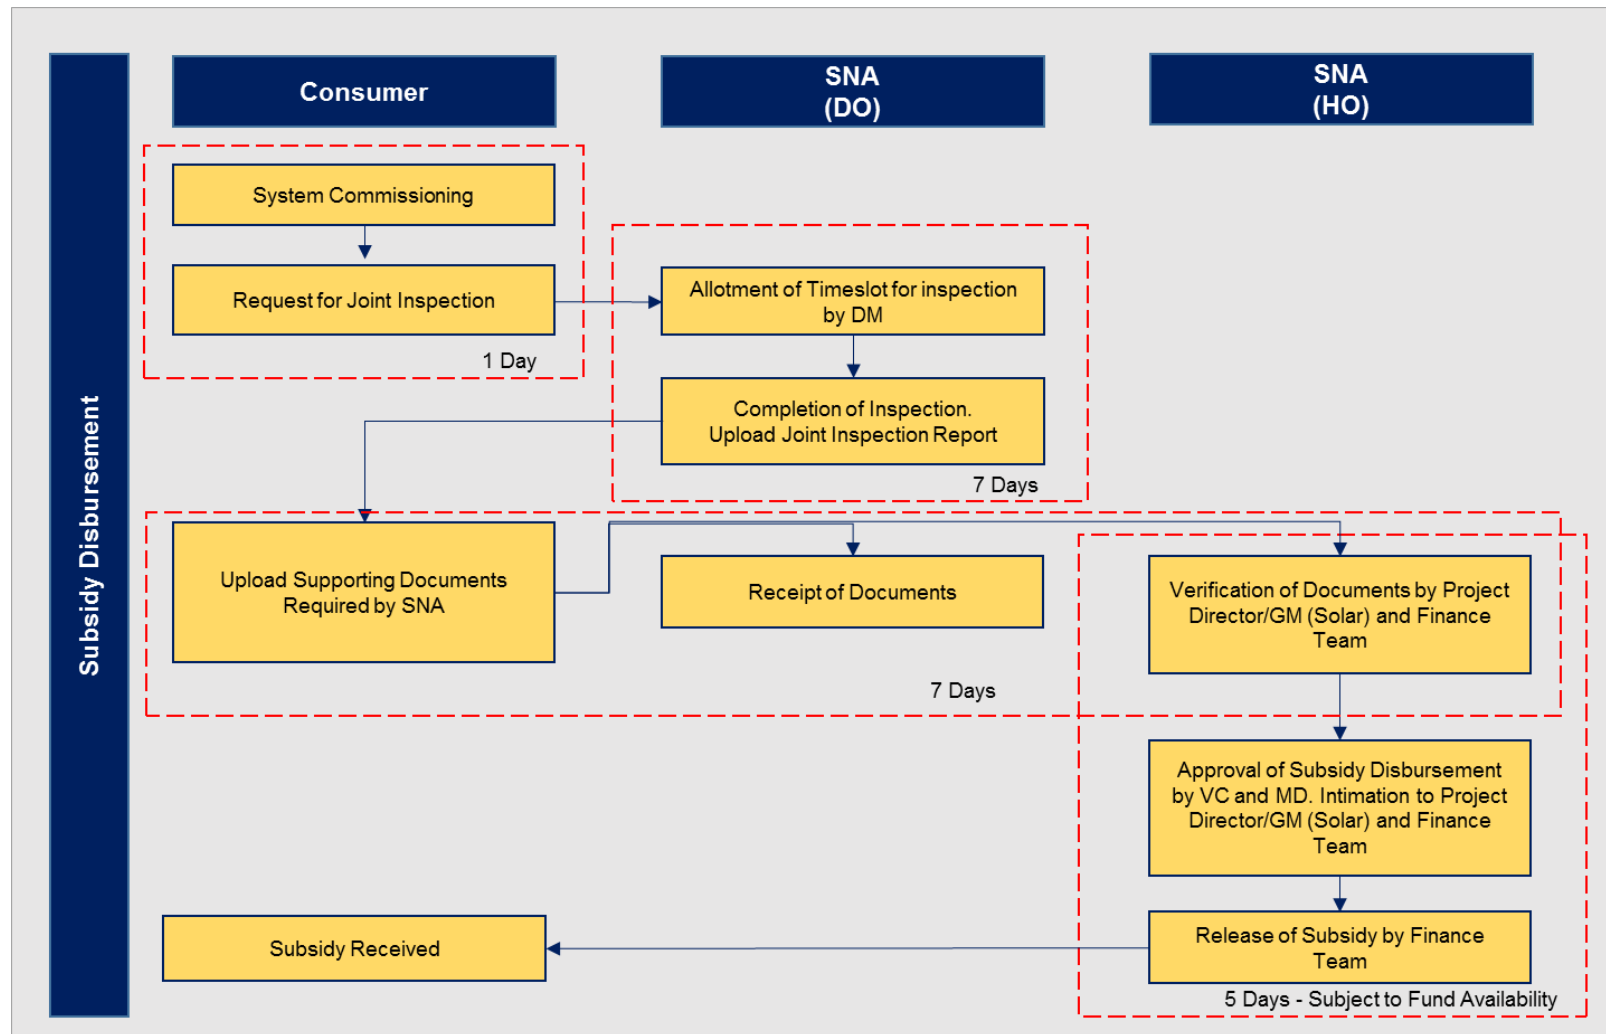 Subsidy Disbursement
Consumer
SNA
(DO)
SNA
(HO)
System Commissioning
Request for Joint Inspection
1 Day
Allotment of Timeslot for inspection
by DM
Completion of Inspection.
Upload Joint Inspection Report
7 Days
Upload Supporting Documents
Required by SNA
Receipt of Documents
Verification of Documents by Project
Director/GM (Solar) and Finance
Team
7 Days
Approval of Subsidy Disbursement
by VC and MD. Intimation to Project
Director/GM (Solar) and Finance
Team
Subsidy Received
Release of Subsidy by Finance
Team
5 Days - Subject to Fund Availability